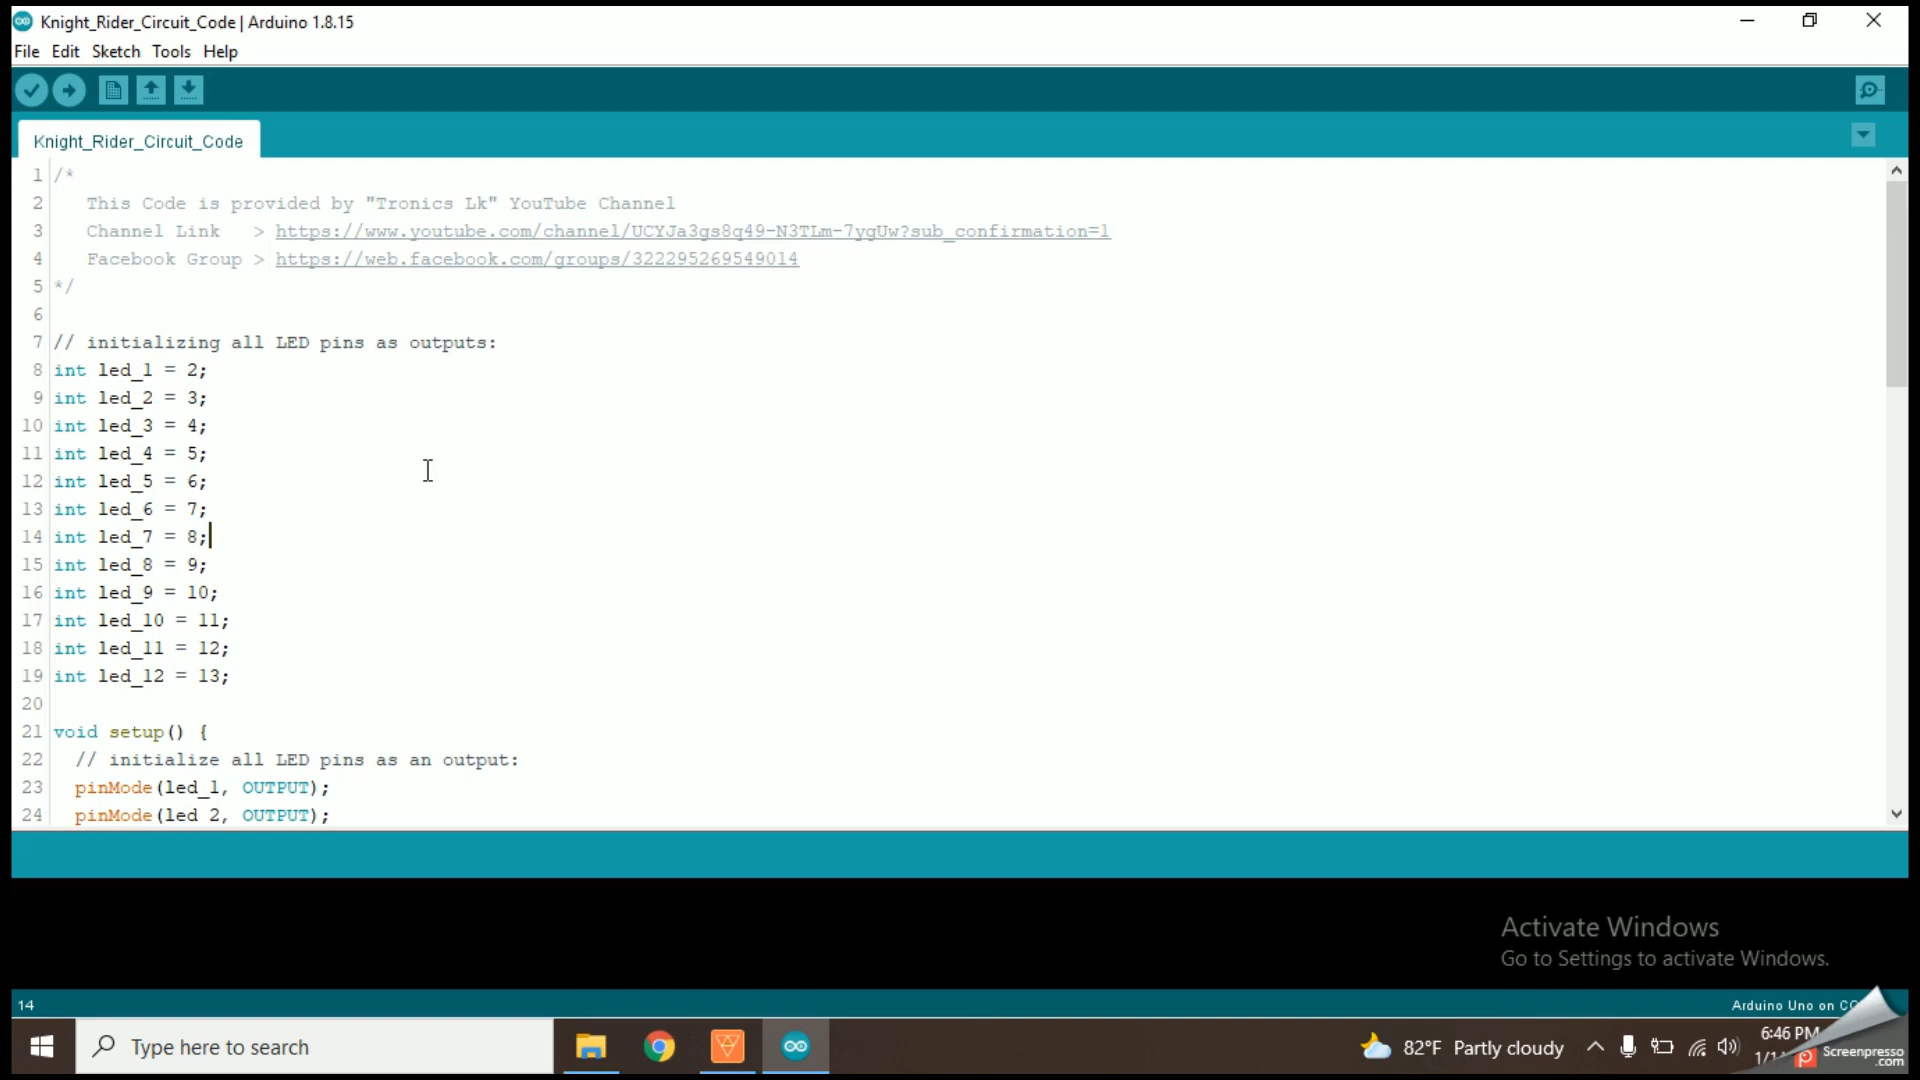 Knight_Rider_Circuit_Code | Arduino 1.8.15
File Edit Sketch Tools Help
Knight_Rider_Circuit_Code
1 /*
2 This Code is provided by "Tronics Lk" YouTube Channel
3 Channel Link > https://www.youtube.com/channel/UCYJa3gs8q49-N3TLm-7ygUw?sub_confirmation=1
4 Facebook Group > https://web.facebook.com/groups/322295269549014
5 */
6
7 // initializing all LED pins as outputs:
8 int led_1 = 2;
9 int led_2 = 3;
10 int led_3 = 4;
11 int led_4 = 5;
12 int led_5 = 6;
13 int led_6 = 7;
14 int led_7 = 8;
15 int led_8 = 9;
16 int led_9 = 10;
17 int led_10 = 11;
18 int led_11 = 12;
19 int led_12 = 13;
20
21 void setup() {
22 // initialize all LED pins as an output:
23 pinMode(led_1, OUTPUT);
24 pinMode(led 2, OUTPUT);
Activate Windows
Go to Settings to activate Windows.
14
Arduino Uno on
Type here to search
82°F Partly cloudy
6:46 PM
Screenpresso
.com